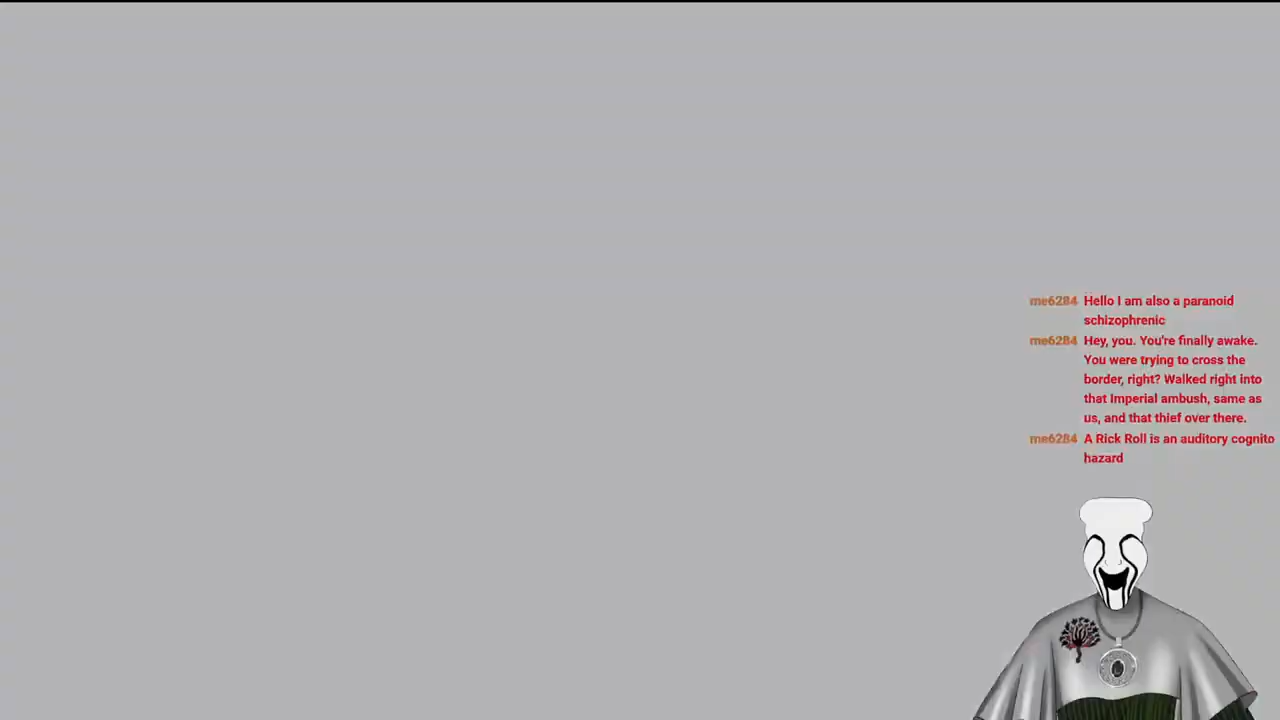 me6284 Hello I am also a paranoid
schizophrenic
me6284 Hey, you. You're finally awake.
You were trying to cross the
border, right? Walked right into
that Imperial ambush, same as
us, and that thief over there.
me6284 A Rick Roll is an auditory cognito
hazard